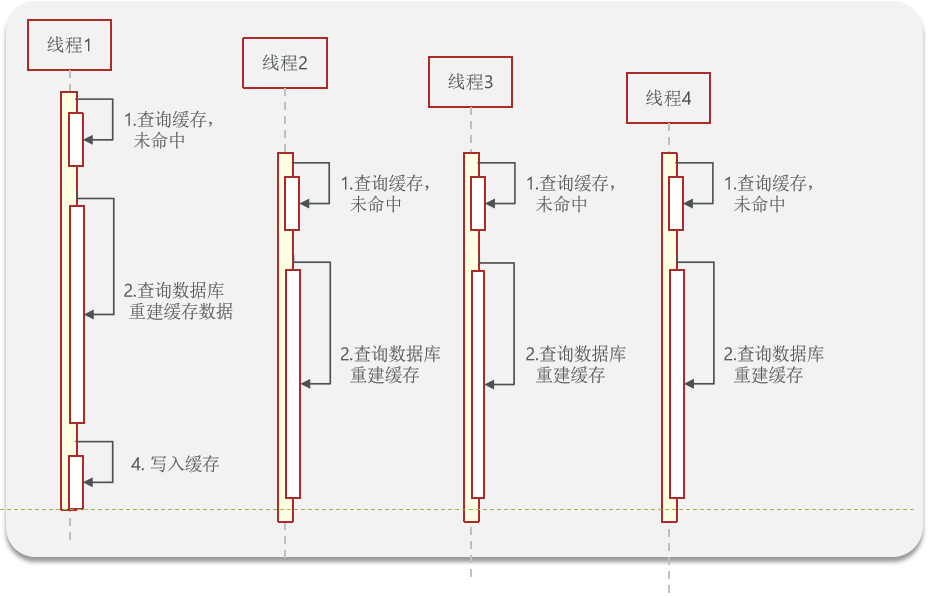 线程1
线程2
线程3
线程4
1.查询缓存，
未命中
1.查询缓存，
未命中
1.查询缓存，
未命中
1.查询缓存，
未命中
2.查询数据库
重建缓存数据
2.查询数据库
重建缓存
2.查询数据库
重建缓存
2.查询数据库
重建缓存
4. 写入缓存